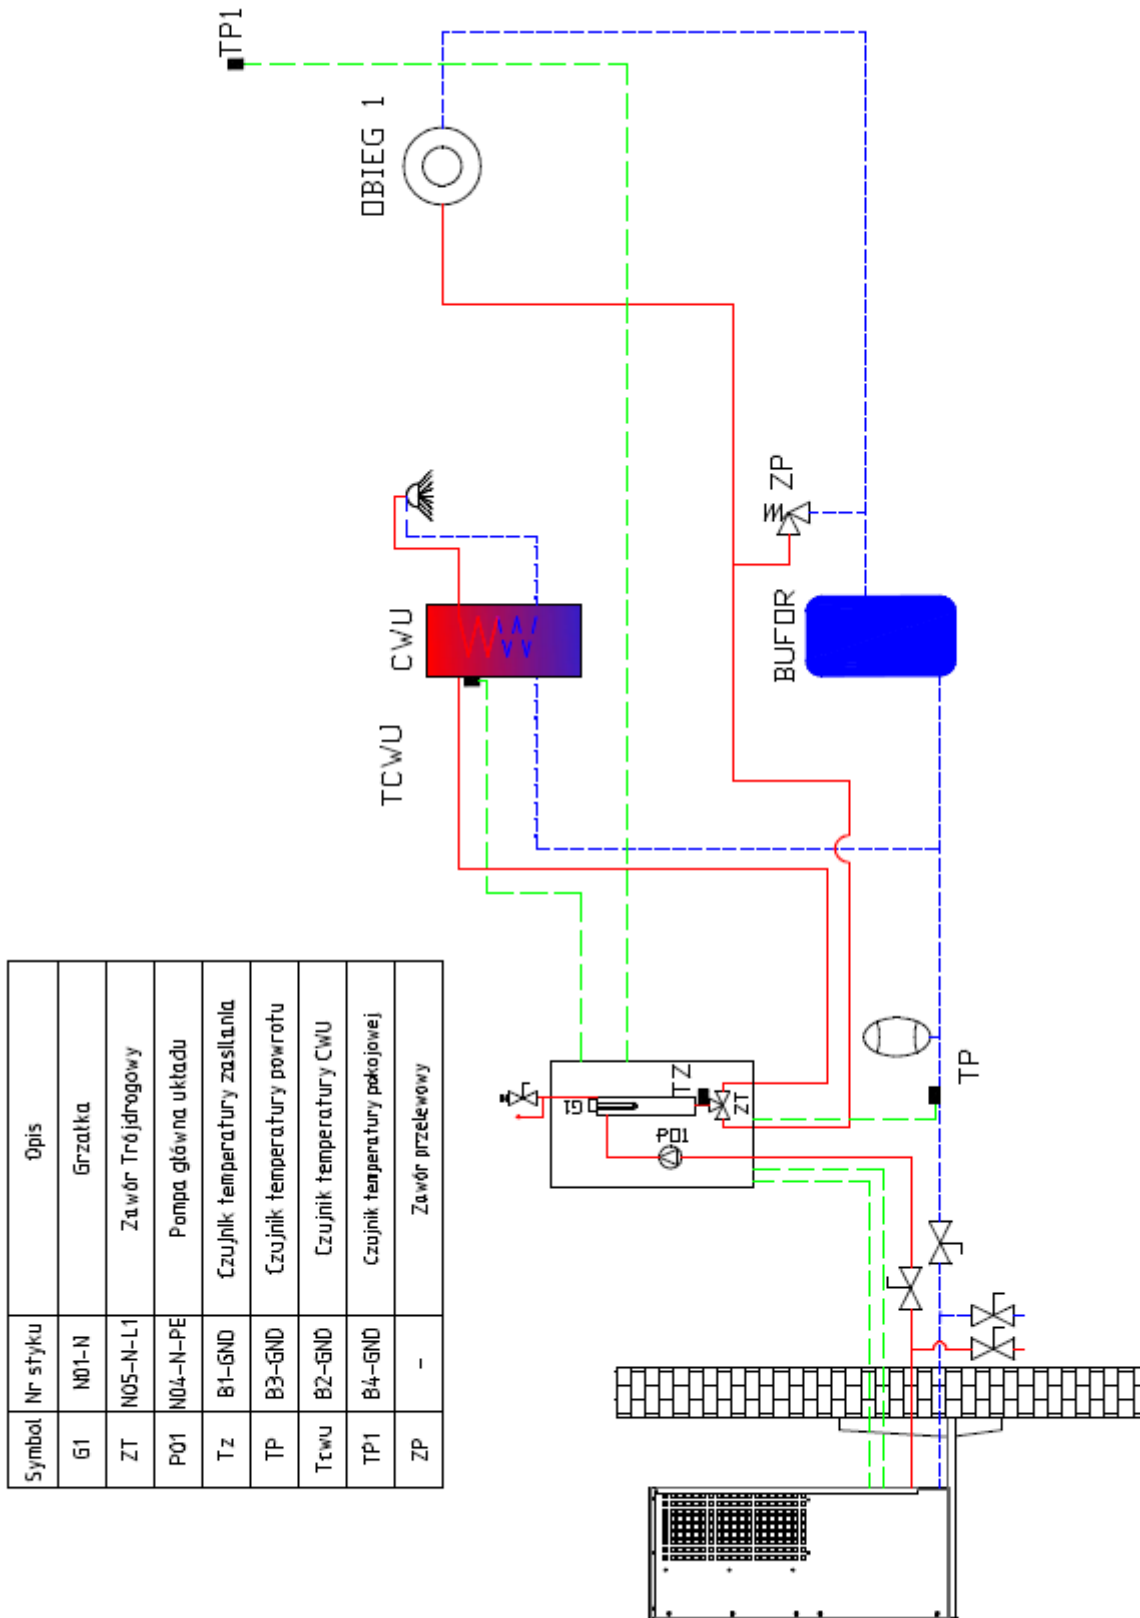 Symbol Nr styku Opis
G1 N01-N Grzałka
ZT N05-N-L1 Zawór Trójdrogowy
P01 N04-N-PE Pompa główna układu
Tz B1-GND Czujnik temperatury zasilania
TP B3-GND Czujnik temperatury powrotu
Tcwu B2-GND Czujnik temperatury CWU
TP1 B4-GND Czujnik temperatury pokojowej
ZP - Zawór przelewowy
TP1
OBIEG 1
CWU
TCWU
ZP
BUFOR
G1
TZ
ZT
P01
TP